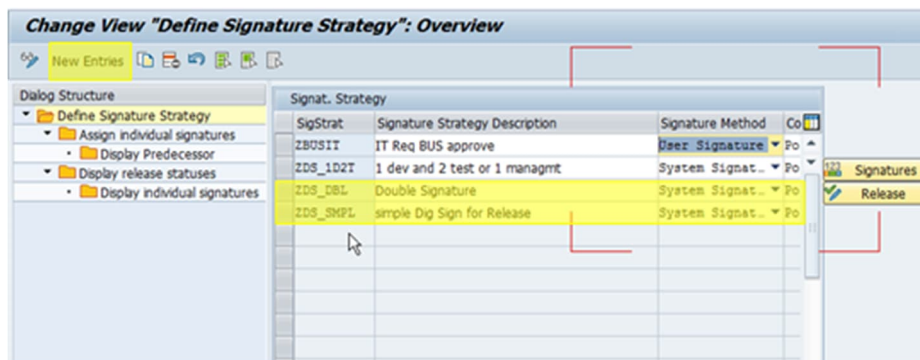 Change View "Define Signature Strategy": Overview
New Entries
Dialog Structure
Define Signature Strategy
Assign individual signatures
Display Predecessor
Display release statuses
Display individual signatures
Signat. Strategy
SigStrat Signature Strategy Description Signature Method Co
ZBUSIT IT Req BUS approve User Signature Po
ZDS_1D2T 1 dev and 2 test or 1 managmt System Signat.. Po
ZDS_DBL Double Signature System Signat.. Po
ZDS_SMPL simple Dig Sign for Release System Signat.. Po
123 Signatures
Release